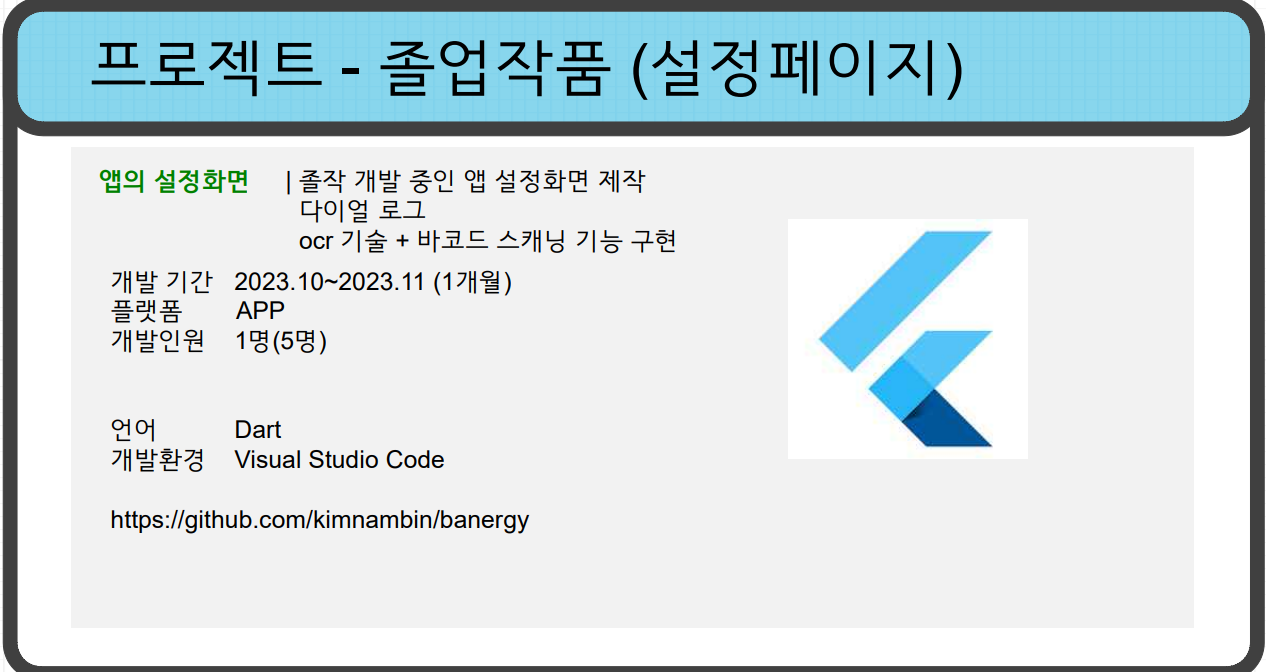 프로젝트 - 졸업작품 (설정페이지)
앱의 설정화면 | 졸작 개발 중인 앱 설정화면 제작
다이얼 로그
ocr 기술 + 바코드 스캐닝 기능 구현
개발 기간 2023.10~2023.11 (1개월)
플랫폼 APP
개발인원 1명(5명)
언어 Dart
개발환경 Visual Studio Code
https://github.com/kimnambin/banergy